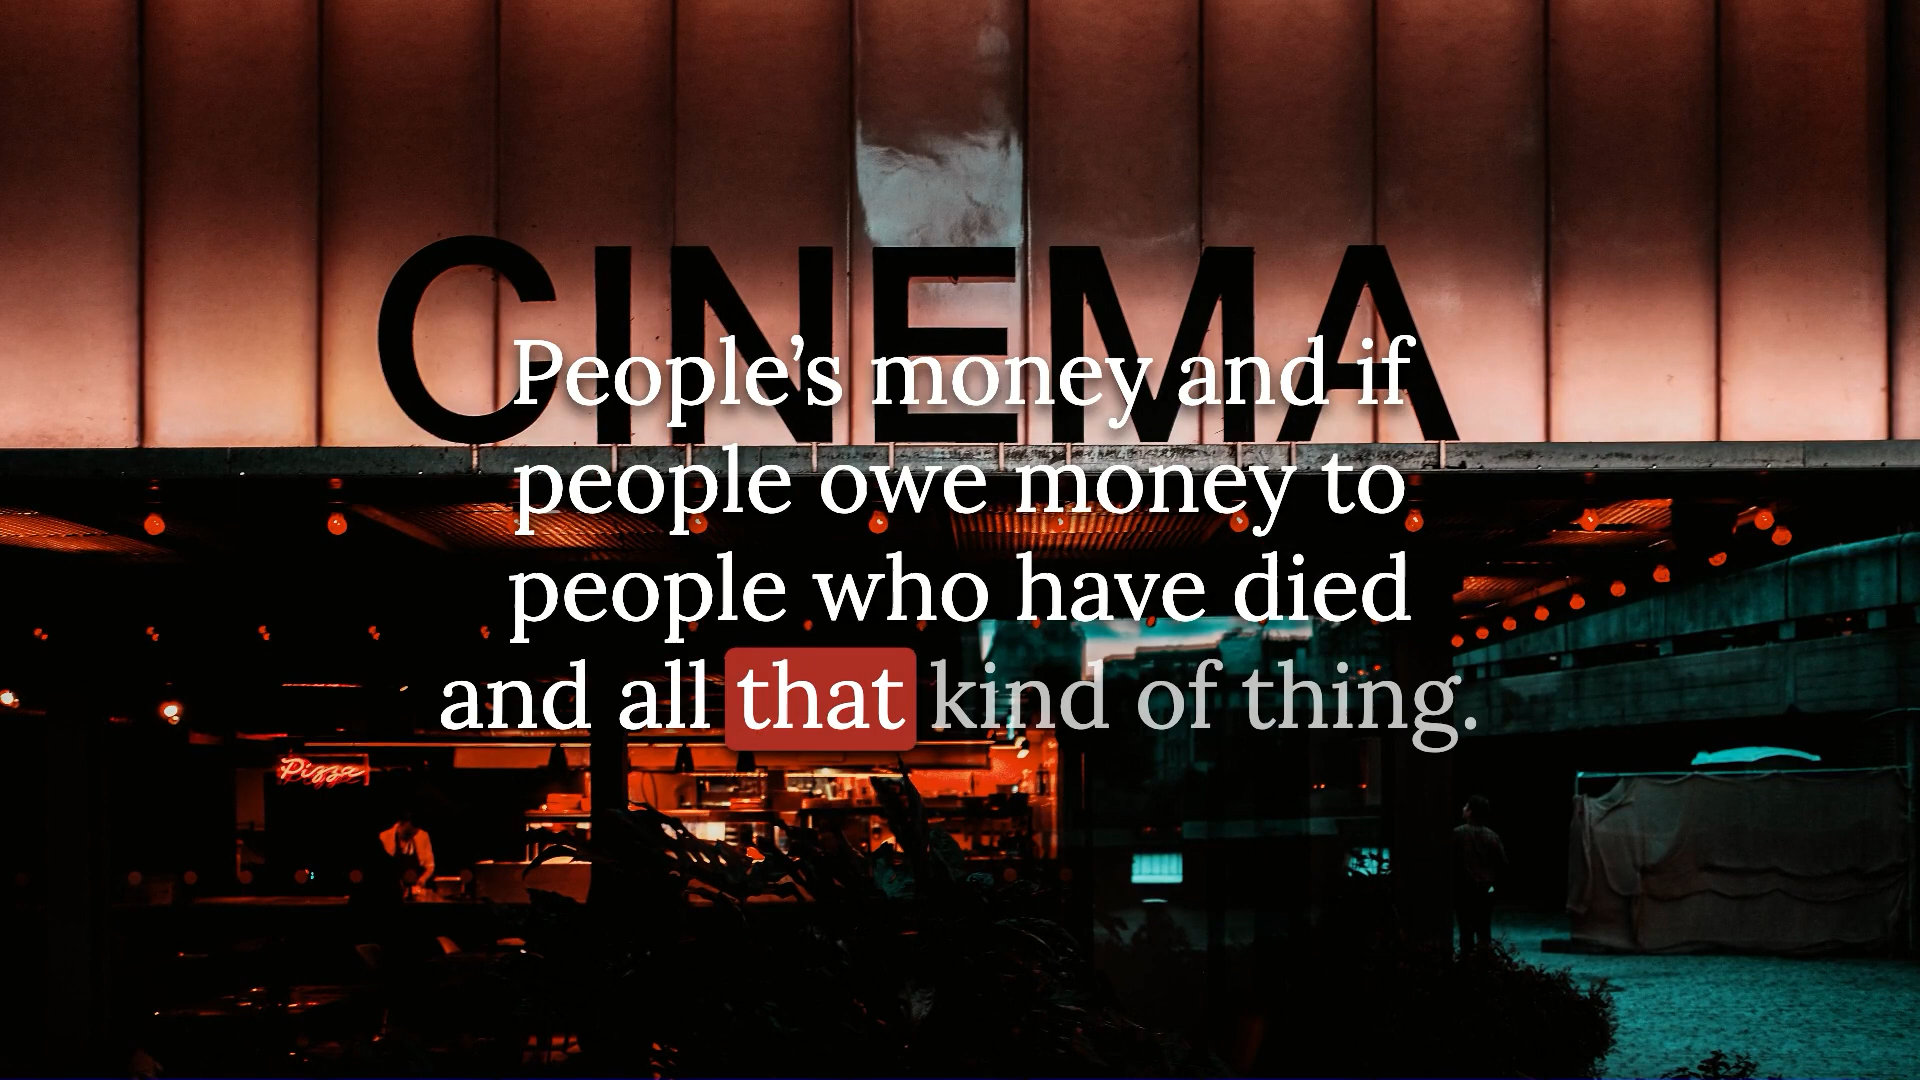 CINEMA
People’s money and if
people owe money to
people who have died
and all that kind of thing.
Pizza